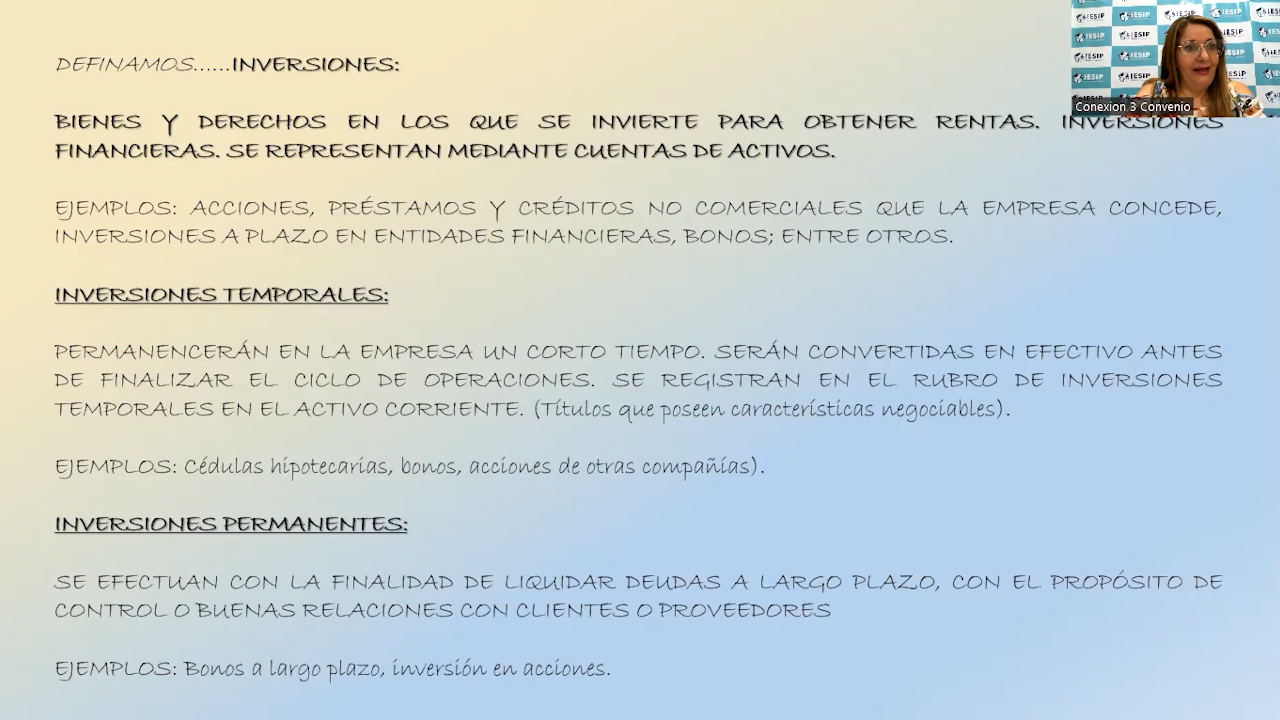 DEFINAMOS......INVERSIONES:
BIENES Y DERECHOS EN LOS QUE SE INVIERTE PARA OBTENER RENTAS. INVERSIONES
FINANCIERAS. SE REPRESENTAN MEDIANTE CUENTAS DE ACTIVOS.
EJEMPLOS: ACCIONES, PRÉSTAMOS Y CRÉDITOS NO COMERCIALES QUE LA EMPRESA CONCEDE,
INVERSIONES A PLAZO EN ENTIDADES FINANCIERAS, BONOS; ENTRE OTROS.
INVERSIONES TEMPORALES:
PERMANENCERÁN EN LA EMPRESA UN CORTO TIEMPO. SERÁN CONVERTIDAS EN EFECTIVO ANTES
DE FINALIZAR EL CICLO DE OPERACIONES. SE REGISTRAN EN EL RUBRO DE INVERSIONES
TEMPORALES EN EL ACTIVO CORRIENTE. (Títulos que poseen características negociables).
EJEMPLOS: Cédulas hipotecarias, bonos, acciones de otras compañías).
INVERSIONES PERMANENTES:
SE EFECTUAN CON LA FINALIDAD DE LIQUIDAR DEUDAS A LARGO PLAZO, CON EL PROPÓSITO DE
CONTROL O BUENAS RELACIONES CON CLIENTES O PROVEEDORES
EJEMPLOS: Bonos a largo plazo, inversión en acciones.
IESIP
Conexion 3 Convenio